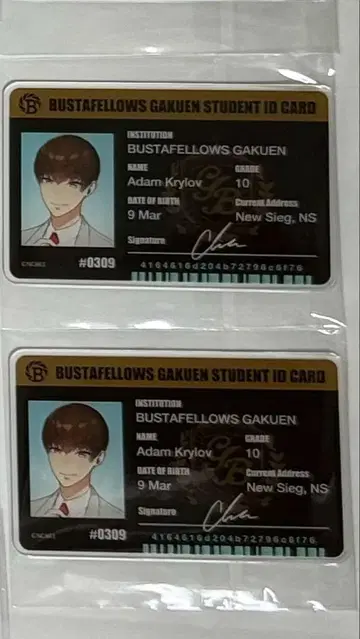 BUSTAFELLOWS GAKUEN STUDENT ID CARD
INSTITUTION
BUSTAFELLOWS GAKUEN
NAME GRADE
Adam Krylov 10
DATE OF BIRTH Current Address
9 Mar New Sieg, NS
Signature
#0309
4164616d204b72796c6f76
BUSTAFELLOWS GAKUEN STUDENT ID CARD
INSTITUTION
BUSTAFELLOWS GAKUEN
NAME GRADE
Adam Krylov 10
DATE OF BIRTH Current Address
9 Mar New Sieg, NS
Signature
#0309
4164616d204b72796c6f76